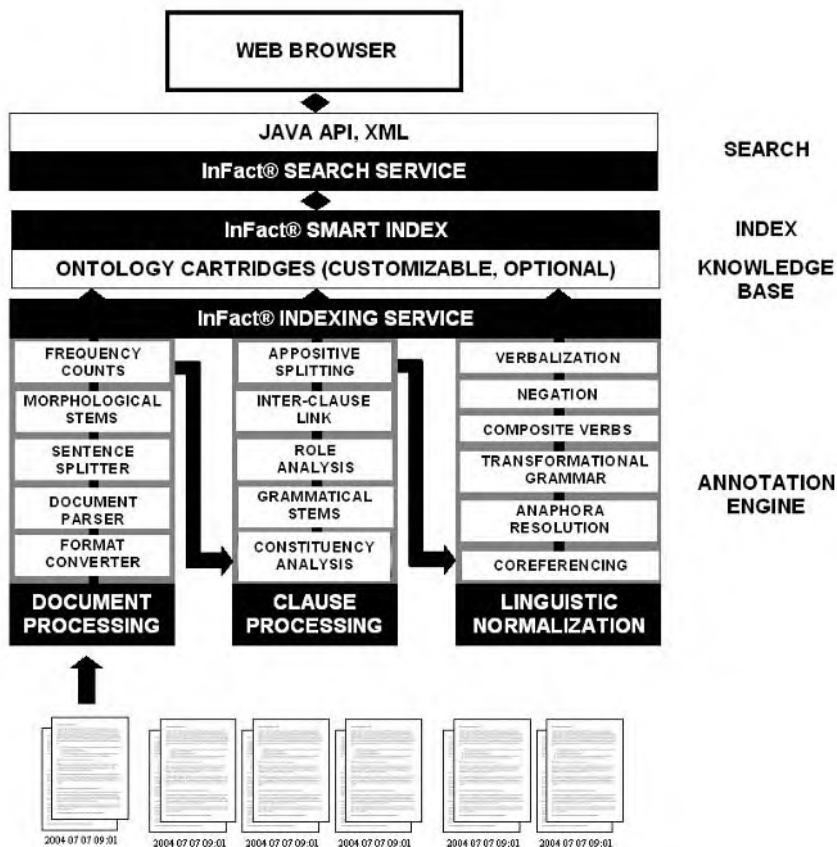 WEB BROWSER
JAVA API, XML
InFact® SEARCH SERVICE
SEARCH
InFact® SMART INDEX
INDEX
ONTOLOGY CARTRIDGES (CUSTOMIZABLE, OPTIONAL)
KNOWLEDGE
BASE
InFact® INDEXING SERVICE
FREQUENCY
COUNTS
MORPHOLOGICAL
STEMS
SENTENCE
SPLITTER
DOCUMENT
PARSER
FORMAT
CONVERTER
DOCUMENT
PROCESSING
APPOSITIVE
SPLITTING
INTER-CLAUSE
LINK
ROLE
ANALYSIS
GRAMMATICAL
STEMS
CONSTITUENCY
ANALYSIS
CLAUSE
PROCESSING
VERBALIZATION
NEGATION
COMPOSITE VERBS
TRANSFORMATIONAL
GRAMMAR
ANAPHORA
RESOLUTION
COREFERENCING
LINGUISTIC
NORMALIZATION
ANNOTATION
ENGINE
2004 07 07 09:01
2004 07 07 09:01
2004 07 07 09:01
2004 07 07 09:01
2004 07 07 09:01
2004 07 07 09:01